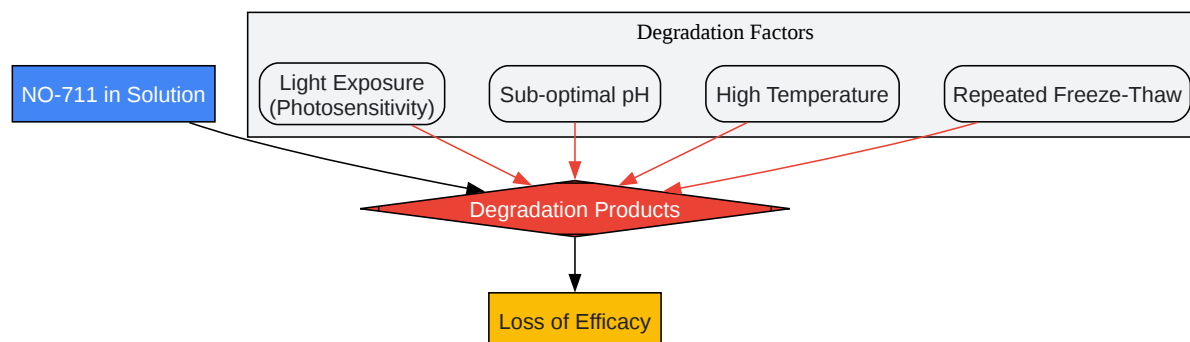 Degradation Factors
NO-711 in Solution
Light Exposure
(Photosensitivity)
Sub-optimal pH
High Temperature
Repeated Freeze-Thaw
Degradation Products
Loss of Efficacy